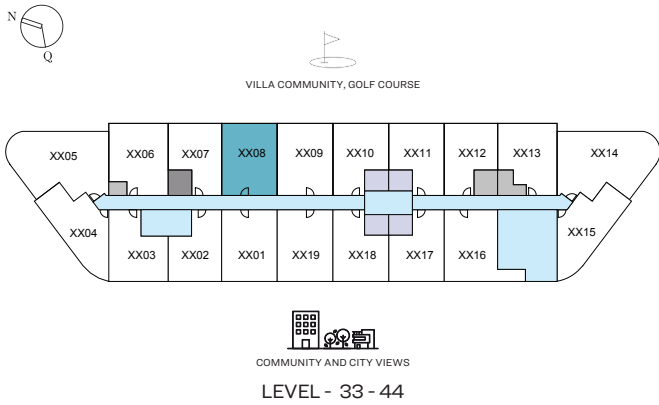 N
Q
VILLA COMMUNITY, GOLF COURSE
XX05 XX06 XX07 XX08 XX09 XX10 XX11 XX12 XX13 XX14
XX04 XX03 XX02 XX01 XX19 XX18 XX17 XX16 XX15
COMMUNITY AND CITY VIEWS
LEVEL - 33 - 44